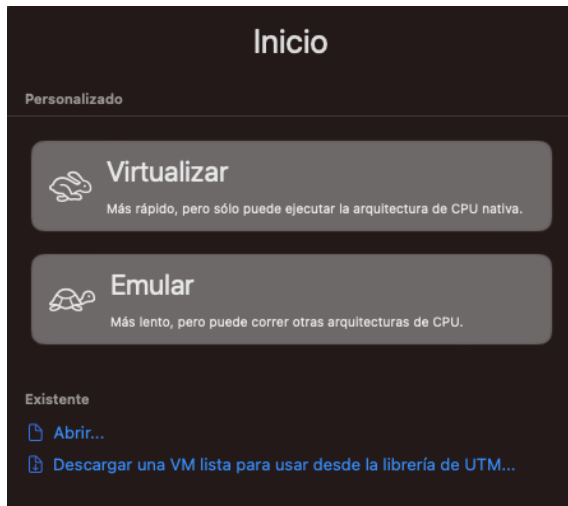 Inicio
Personalizado
Virtualizar
Más rápido, pero sólo puede ejecutar la arquitectura de CPU nativa.
Emular
Más lento, pero puede correr otras arquitecturas de CPU.
Existente
Abrir...
Descargar una VM lista para usar desde la librería de UTM...